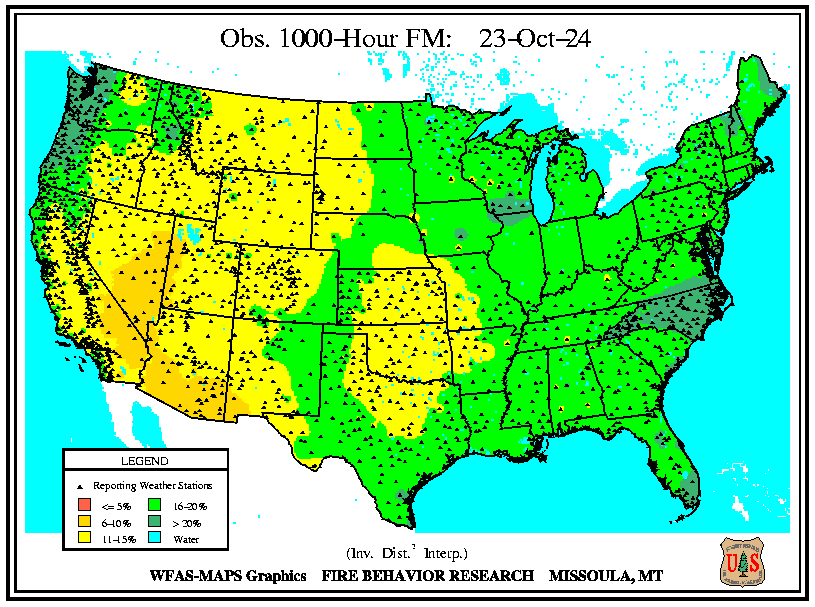 Obs. 1000-Hour FM: 23-Oct-24
LEGEND
Reporting Weather Stations
<= 5% 16-20%
6-10% > 20%
11-15% Water
(Inv. Dist.² Interp.)
WFAS-MAPS Graphics FIRE BEHAVIOR RESEARCH MISSOULA, MT
U S